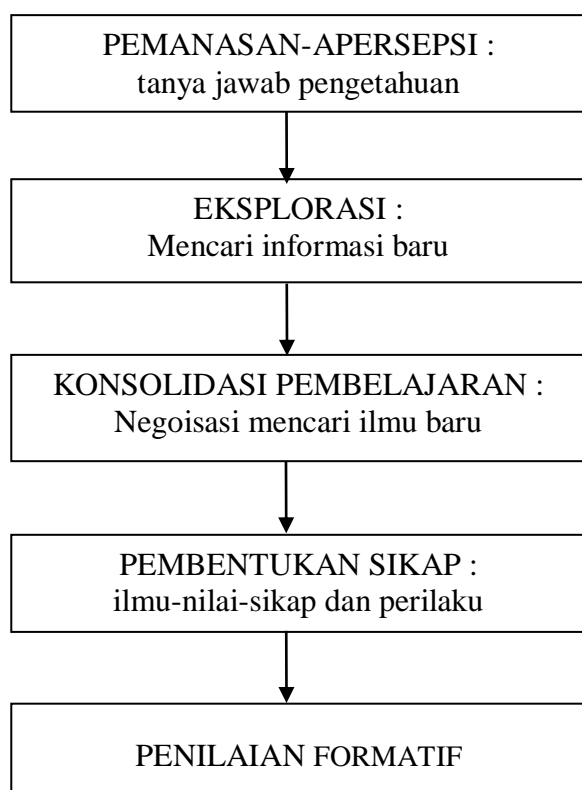 PEMANASAN-APERSEPSI :
tanya jawab pengetahuan
EKSPLORASI :
Mencari informasi baru
KONSOLIDASI PEMBELAJARAN :
Negoisasi mencari ilmu baru
PEMBENTUKAN SIKAP :
ilmu-nilai-sikap dan perilaku
PENILAIAN FORMATIF